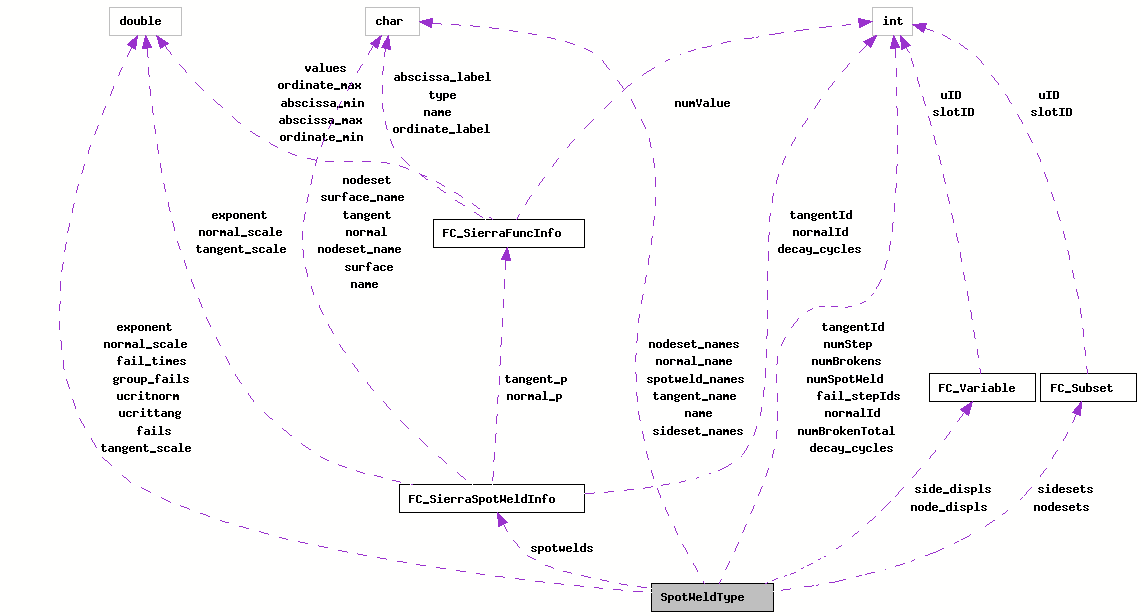 double
char
int
values
ordinate_max
abscissa_min
abscissa_max
ordinate_min
abscissa_label
type
name
ordinate_label
numValue
uID
slotID
uID
slotID
nodeset
surface_name
tangent
normal
nodeset_name
surface
name
exponent
normal_scale
tangent_scale
FC_SierraFuncInfo
tangentId
normalId
decay_cycles
exponent
normal_scale
fail_times
group_fails
ucritnorm
ucrittang
fails
tangent_scale
tangent_p
normal_p
nodeset_names
normal_name
spotweld_names
tangent_name
name
sideset_names
tangentId
numStep
numBrokens
numSpotWeld
fail_stepIds
normalId
numBrokenTotal
decay_cycles
FC_Variable
FC_Subset
FC_SierraSpotWeldInfo
side_displs
node_displs
sidesets
nodesets
spotwelds
SpotWeldType